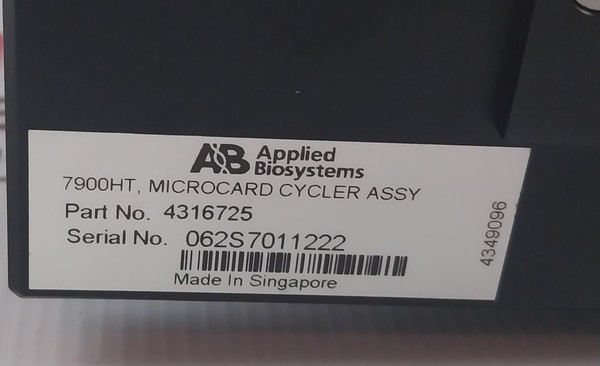 AB Applied
Biosystems
7900HT, MICROCARD CYCLER ASSY
Part No. 4316725
Serial No. 062S7011222
Made In Singapore
4349096